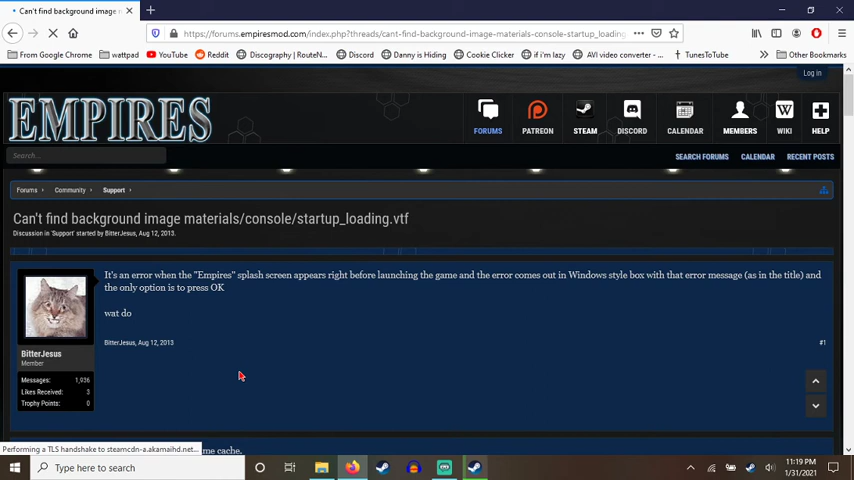 Can't find background image m
https://forums.empiresmod.com/index.php?threads/cant-find-background-image-materials-console-startup_loading
From Google Chrome wattpad YouTube Reddit Discography | RouteN... Discord Danny is Hiding Cookie Clicker if i'm lazy AVI video converter - ... TunesToTube Other Bookmarks
Log in
EMPIRES
FORUMS PATREON STEAM DISCORD CALENDAR MEMBERS WIKI HELP
Search...
SEARCH FORUMS CALENDAR RECENT POSTS
Forums Community Support
Can't find background image materials/console/startup_loading.vtf
Discussion in 'Support' started by BitterJesus, Aug 12, 2013.
It's an error when the "Empires" splash screen appears right before launching the game and the error comes out in Windows style box with that error message (as in the title) and
the only option is to press OK
wat do
BitterJesus, Aug 12, 2013 #1
BitterJesus
Member
Messages: 1,936
Likes Received: 3
Trophy Points: 0
me cache.
Performing a TLS handshake to steamcdn-a.akamaihd.net...
Type here to search
11:19 PM
1/31/2021